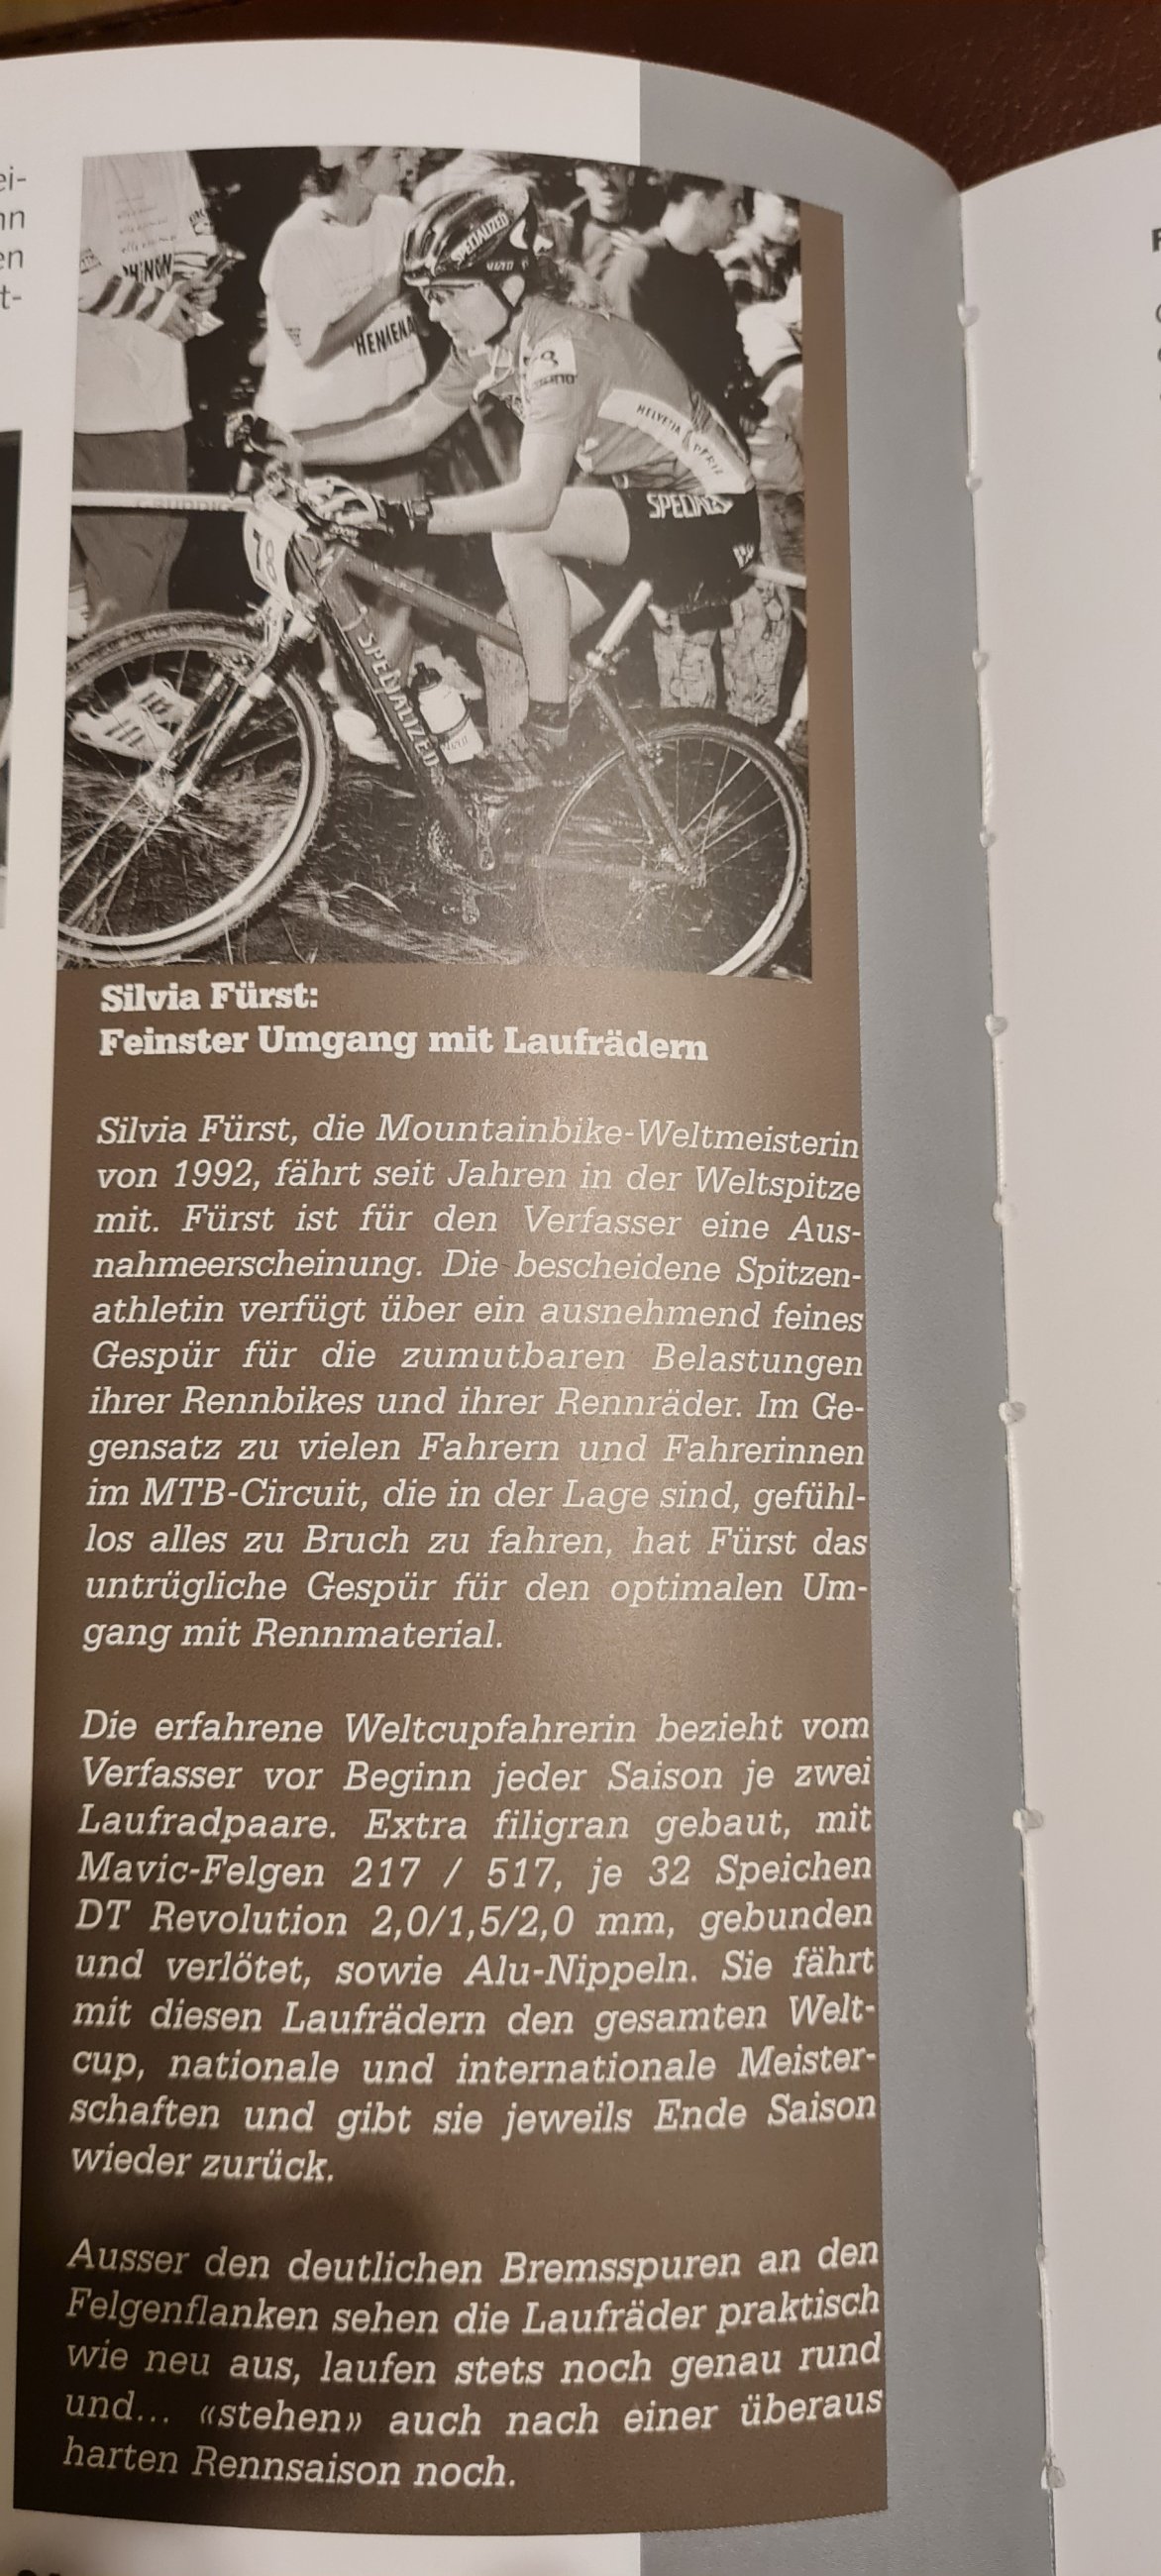 ei-
nn
en
t-
HENIENA
SPECIALIZED
HELVETIA
SPECIALIZED
78
SPECIALIZED
Silvia Fürst:
Feinster Umgang mit Laufrädern
Silvia Fürst, die Mountainbike-Weltmeisterin
von 1992, fährt seit Jahren in der Weltspitze
mit. Fürst ist für den Verfasser eine Aus-
nahmeerscheinung. Die bescheidene Spitzen-
athletin verfügt über ein ausnehmend feines
Gespür für die zumutbaren Belastungen
ihrer Rennbikes und ihrer Rennräder. Im Ge-
gensatz zu vielen Fahrern und Fahrerinnen
im MTB-Circuit, die in der Lage sind, gefühl-
los alles zu Bruch zu fahren, hat Fürst das
untrügliche Gespür für den optimalen Um-
gang mit Rennmaterial.
Die erfahrene Weltcupfahrerin bezieht vom
Verfasser vor Beginn jeder Saison je zwei
Laufradpaare. Extra filigran gebaut, mit
Mavic-Felgen 217 / 517, je 32 Speichen
DT Revolution 2,0/1,5/2,0 mm, gebunden
und verlötet, sowie Alu-Nippeln. Sie fährt
mit diesen Laufrädern den gesamten Welt-
cup, nationale und internationale Meister-
schaften und gibt sie jeweils Ende Saison
wieder zurück.
Ausser den deutlichen Bremsspuren an den
Felgenflanken sehen die Laufräder praktisch
wie neu aus, laufen stets noch genau rund
und... «stehen» auch nach einer überaus
harten Rennsaison noch.